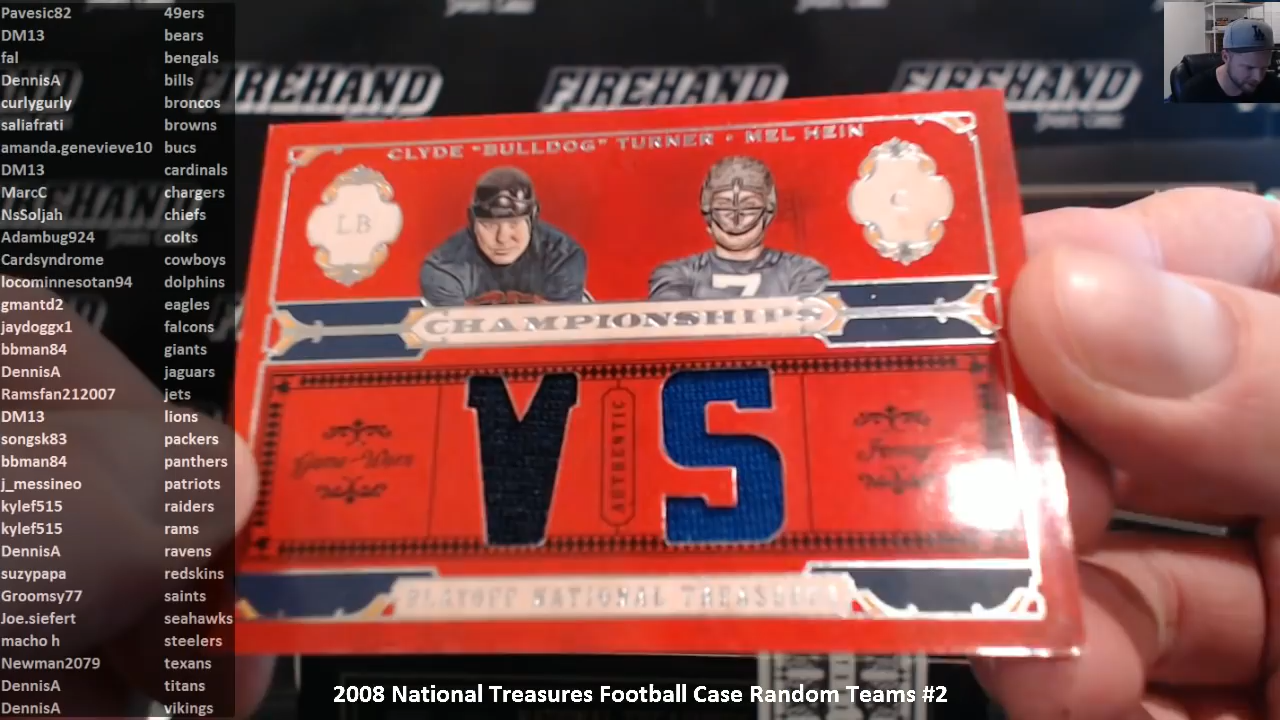 Pavesic82 49ers
DM13 bears
fal bengals
DennisA bills
curlygurly broncos
saliafrati browns
amanda.genevieve10 bucs
DM13 cardinals
MarcC chargers
NsSoljah chiefs
Adambug924 colts
Cardsyndrome cowboys
locominnesotan94 dolphins
gmantd2 eagles
jaydoggx1 falcons
bbman84 giants
DennisA jaguars
Ramsfan212007 jets
DM13 lions
songsk83 packers
bbman84 panthers
j_messineo patriots
kylef515 raiders
kylef515 rams
DennisA ravens
suzypapa redskins
Groomsy77 saints
Joe.siefert seahawks
macho h steelers
Newman2079 texans
DennisA titans
DennisA vikings
FIREHAND FIREHAND FIREHAND
CLYDE "BULLDOG" TURNER • MEL HEIN
LB
C
7
CHAMPIONSHIPS
VS
Game-Worn
AUTHENTIC
Jersey
PLAYOFF NATIONAL TREASURES
2008 National Treasures Football Case Random Teams #2